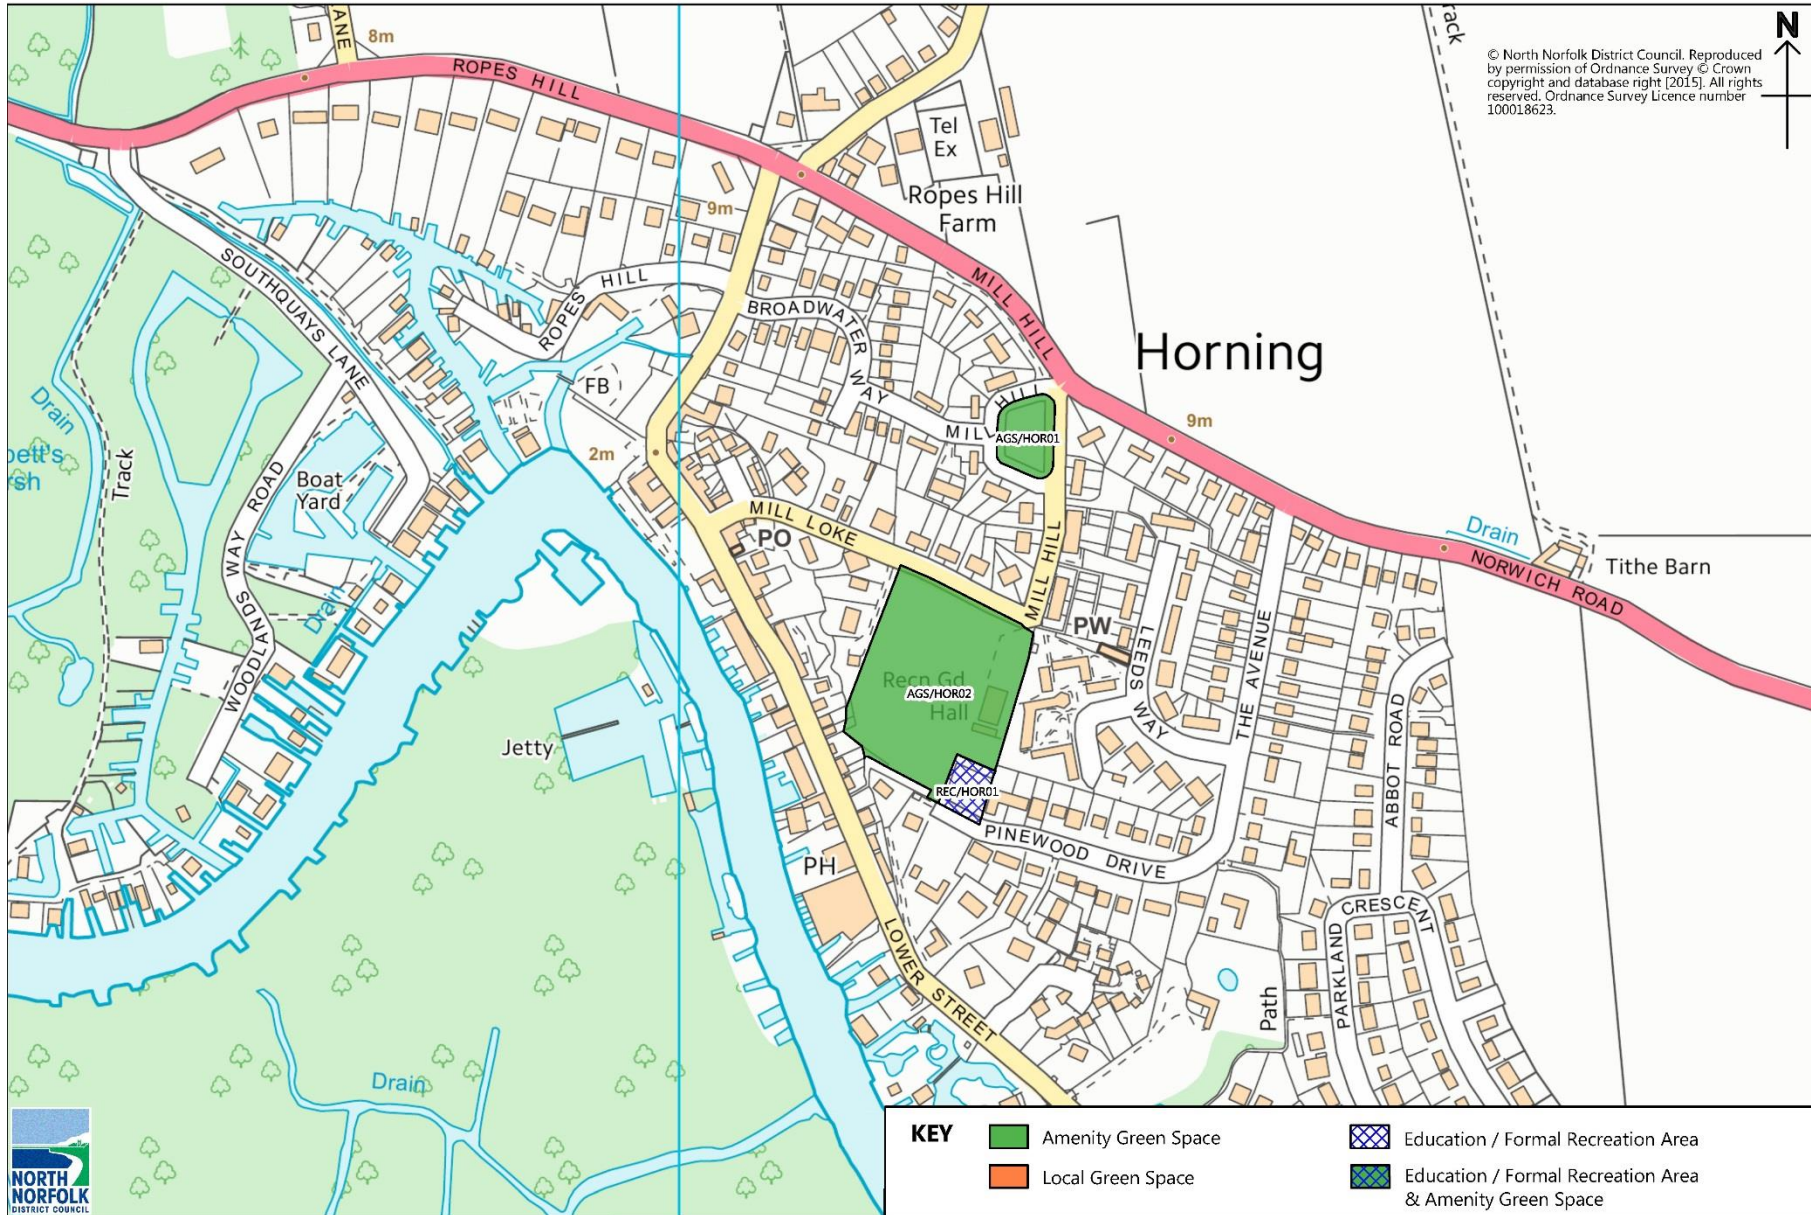 ANE
8m
ROPES HILL
rack
N
© North Norfolk District Council. Reproduced
by permission of Ordnance Survey © Crown
copyright and database right [2015]. All rights
reserved. Ordnance Survey Licence number
100018623.
Tel
Ex
Ropes Hill
Farm
9m
SOUTHQUAYS LANE
ROPES HILL
BROADWATER WAY
MILL HILL
Horning
FB
MILL HILL
AGS/HOR01
9m
Drain
pett's
sh
Track
Boat
Yard
2m
MILL LOKE
PO
Drain
Tithe Barn
NORWICH ROAD
WOODLANDS WAY ROAD
Drain
MILL HILL
PW
LEEDS WAY
THE AVENUE
Recn Gd
AGS/HOR02
Hall
ABBOT ROAD
Jetty
REC/HOR01
PINEWOOD DRIVE
PH
PARKLAND CRESCENT
LOWER STREET
Path
Drain
NORTH
NORFOLK
DISTRICT COUNCIL
KEY
Amenity Green Space
Local Green Space
Education / Formal Recreation Area
Education / Formal Recreation Area
& Amenity Green Space